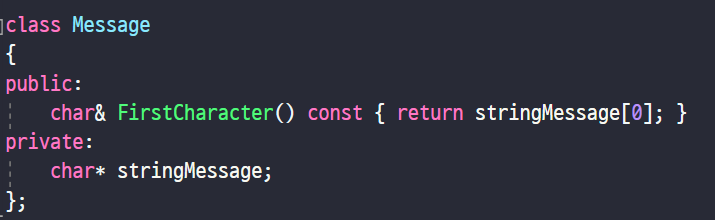 class Message
{
public:
    char& FirstCharacter() const { return stringMessage[0]; }
private:
    char* stringMessage;
};